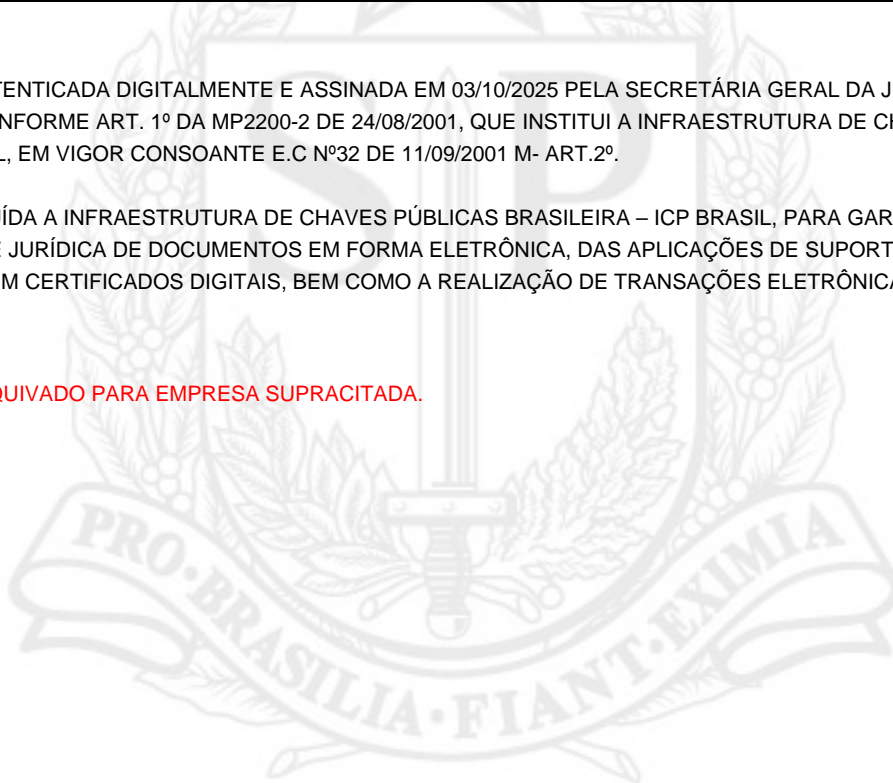 TENTICADA DIGITALMENTE E ASSINADA EM 03/10/2025 PELA SECRETÁRIA GERAL DA J
NFORME ART. 1º DA MP2200-2 DE 24/08/2001, QUE INSTITUI A INFRAESTRUTURA DE CH
L, EM VIGOR CONSOANTE E.C Nº32 DE 11/09/2001 M- ART.2º.
UÍDA A INFRAESTRUTURA DE CHAVES PÚBLICAS BRASILEIRA – ICP BRASIL, PARA GAR
E JURÍDICA DE DOCUMENTOS EM FORMA ELETRÔNICA, DAS APLICAÇÕES DE SUPORT
EM CERTIFICADOS DIGITAIS, BEM COMO A REALIZAÇÃO DE TRANSAÇÕES ELETRÔNICA
QUIVADO PARA EMPRESA SUPRACITADA.
SP
PRO·BRASILIA·FIANT·EXIMIA